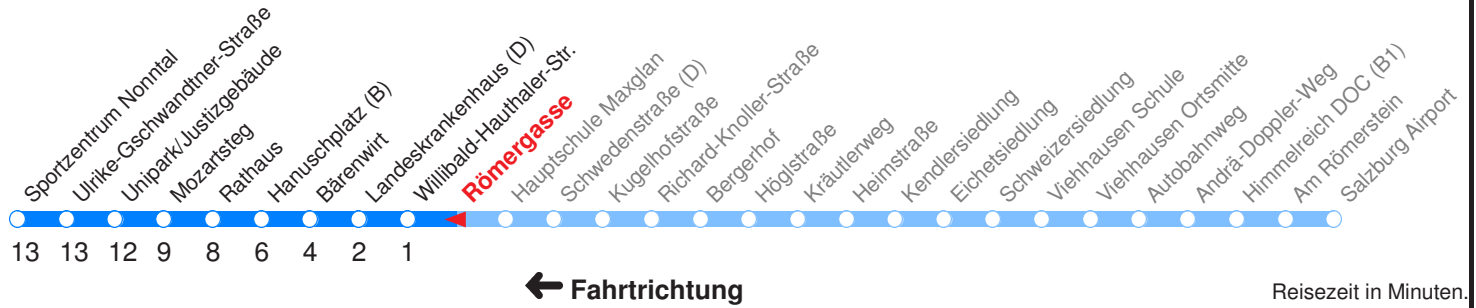 Sportzentrum Nonntal
Ulrike-Gschwandtner-Straße
Unipark/Justizgebäude
Mozartsteg
Rathaus
Hanuschplatz (B)
Bärenwirt
Landeskrankenhaus (D)
Willibald-Hauthaler-Str.
Römergasse
Hauptschule Maxglan
Schwedenstraße (D)
Kugelhofstraße
Richard-Knoller-Straße
Bergerhof
Höglstraße
Kräutlerweg
Heimstraße
Kendlersiedlung
Eichetsiedlung
Schweizersiedlung
Viehhausen Schule
Viehhausen Ortsmitte
Autobahnweg
Andrä-Doppler-Weg
Himmelreich DOC (B1)
Am Römerstein
Salzburg Airport
13 13 12 9 8 6 4 2 1
Fahrtrichtung
Reisezeit in Minuten.